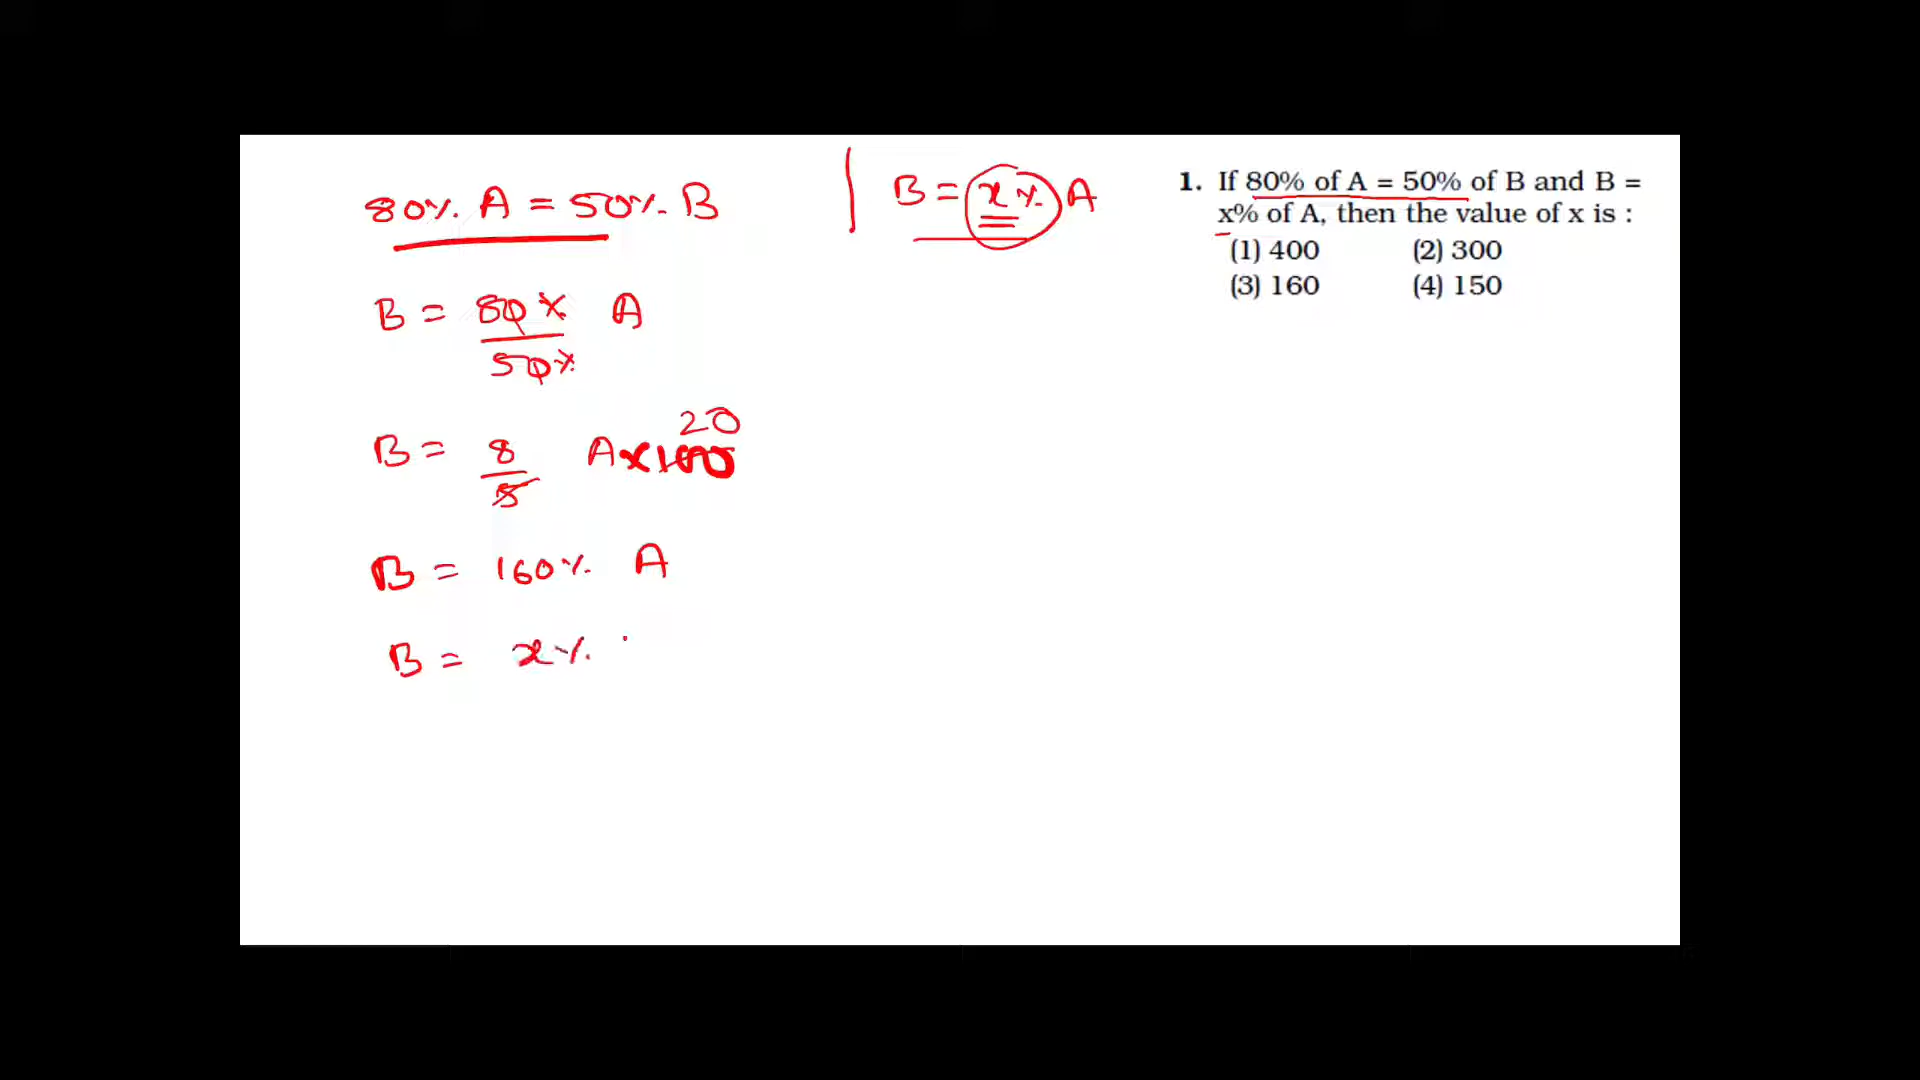 80% A = 50% B | B = x% A
B = 80% A
50%
B = 8 A×100
20
5
B = 160% A
B = x%
1. If 80% of A = 50% of B and B =
x% of A, then the value of x is :
(1) 400 (2) 300
(3) 160 (4) 150